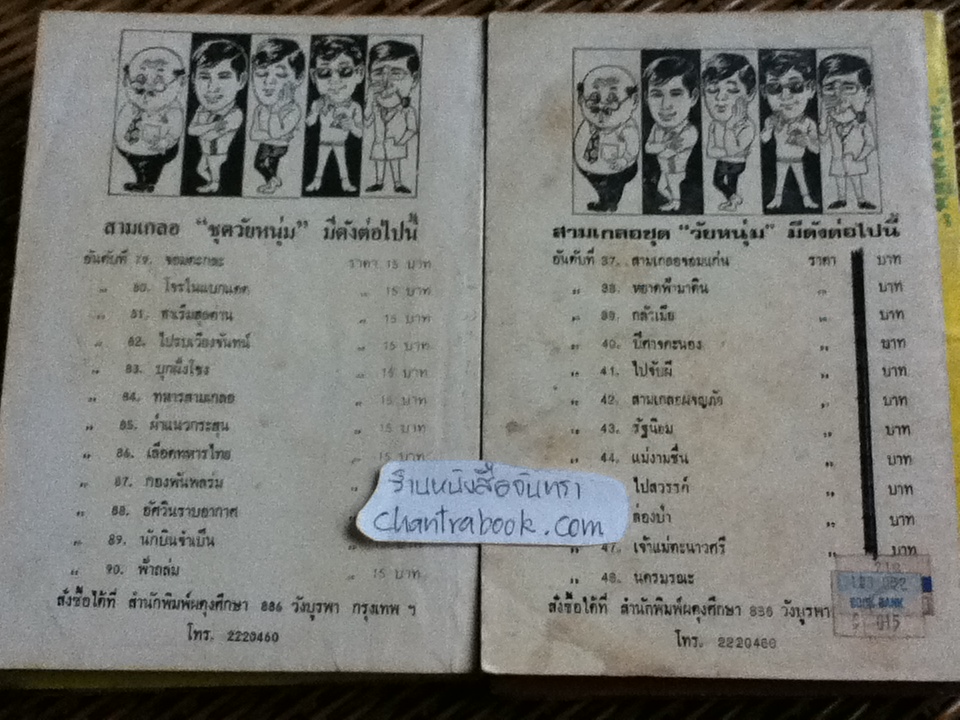 สามเกลอ "ชุดวัยหนุ่ม" มีดังต่อไปนี้
อันดับที่ 79. จอมตะกละ ราคา 15 บาท
" 80. โจรในแบกแดด " 15 บาท
" 81. สาเริมสุดด้าน " 15 บาท
" 82. ไปรบเวียงจันทน์ " 15 บาท
" 83. บุกฝั่งโขง " 15 บาท
" 84. ทหารสามเกลอ " 15 บาท
" 85. ผ่าแนวกระสุน " 15 บาท
" 86. เลือดทหารไทย " 15 บาท
" 87. กองพันพลร่ม
" 88. อัศวินราบอากาศ
" 89. นักบินจำเป็น
" 90. ฟ้าถล่ม " 15 บาท
สั่งซื้อได้ที่ สำนักพิมพ์ผดุงศึกษา 886 วังบูรพา กรุงเทพ ฯ
โทร. 2220460
สามเกลอชุด "วัยหนุ่ม" มีดังต่อไปนี้
อันดับที่ 37. สามเกลอจอมแก่น ราคา บาท
" 38. หยาดฟ้ามาดิน " บาท
" 39. กลัวเมีย " บาท
" 40. ปีศาจคะนอง " บาท
" 41. ไปจับผี " บาท
" 42. สามเกลอผจญภัย " บาท
" 43. รัฐนิยม " บาท
" 44. แม่งามชื่น " บาท
ไปสวรรค์ " บาท
ล่องป่า " บาท
" 47. เจ้าแม่ตะนาวศรี " บาท
" 48. นครมรณะ
สั่งซื้อได้ที่ สำนักพิมพ์ผดุงศึกษา 886 วังบูรพา
โทร. 2220460
ร้านหนังสือจันทรา
chantrabook.com
BOOK BANK
015